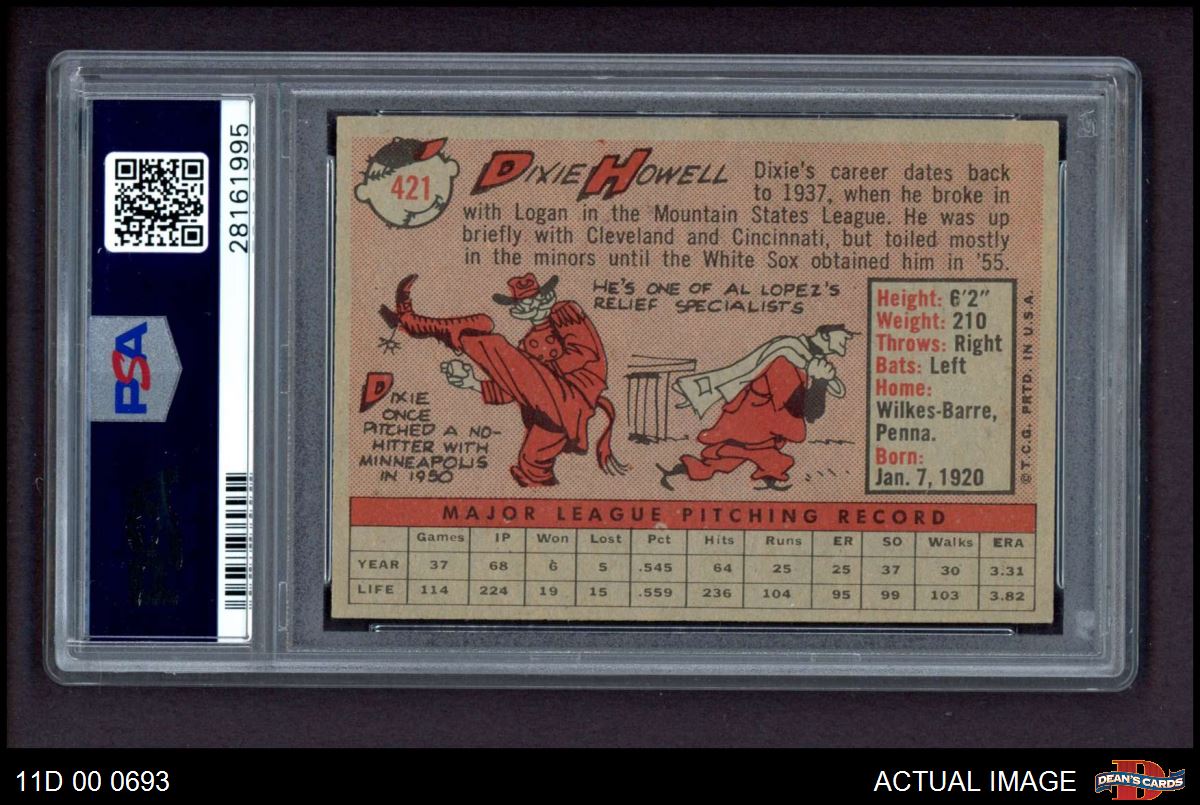 28161995
PSA
421
DIXIE HOWELL
Dixie's career dates back
to 1937, when he broke in
with Logan in the Mountain States League. He was up
briefly with Cleveland and Cincinnati, but toiled mostly
in the minors until the White Sox obtained him in '55.
HE'S ONE OF AL LOPEZ'S
RELIEF SPECIALISTS
DIXIE
ONCE
PITCHED A NO-
HITTER WITH
MINNEAPOLIS
IN 1950
Height: 6'2"
Weight: 210
Throws: Right
Bats: Left
Home:
Wilkes-Barre,
Penna.
Born:
Jan. 7, 1920
©T.C.G. PRTD. IN U.S.A.
MAJOR LEAGUE PITCHING RECORD
Games IP Won Lost Pct Hits Runs ER SO Walks ERA
YEAR 37 68 6 5 .545 64 25 25 37 30 3.31
LIFE 114 224 19 15 .559 236 104 95 99 103 3.82
11D 00 0693
ACTUAL IMAGE
D
DEAN'S CARDS